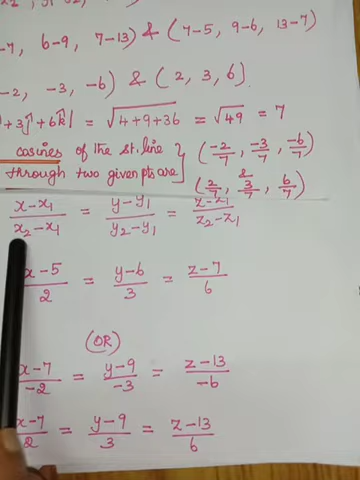 -7, 6-9, 7-13) & (7-5, 9-6, 13-7)
-2, -3, -6) & (2, 3, 6).
+3ĵ+6k̂| = √(4+9+36) = √49 = 7
cosines of the st. line through two given pts are } (-2/7, -3/7, -6/7) & (2/7, 3/7, 6/7)
(x-x₁)/(x₂-x₁) = (y-y₁)/(y₂-y₁) = (z-z₁)/(z₂-z₁)
(x-5)/2 = (y-6)/3 = (z-7)/6
(OR)
(x-7)/-2 = (y-9)/-3 = (z-13)/-6
(x-7)/2 = (y-9)/3 = (z-13)/6